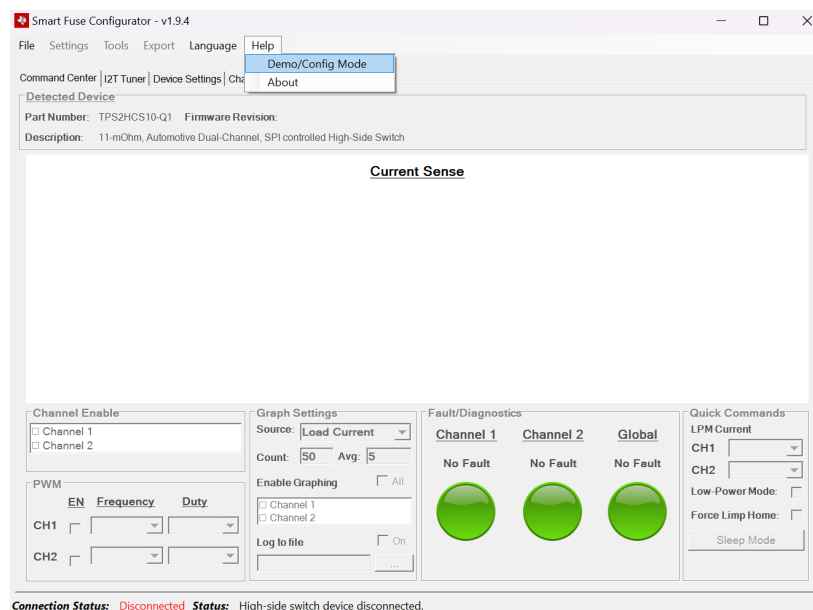 Smart Fuse Configurator - v1.9.4
File Settings Tools Export Language Help
Demo/Config Mode
About
Command Center I2T Tuner Device Settings Cha
Detected Device
Part Number: TPS2HCS10-Q1 Firmware Revision:
Description: 11-mOhm, Automotive Dual-Channel, SPI controlled High-Side Switch
Current Sense
Channel Enable
Channel 1
Channel 2
PWM
EN Frequency Duty
CH1
CH2
Graph Settings
Source: Load Current
Count: 50 Avg: 5
Enable Graphing All
Channel 1
Channel 2
Log to file On
...
Fault/Diagnostics
Channel 1 Channel 2 Global
No Fault No Fault No Fault
Quick Commands
LPM Current
CH1
CH2
Low-Power Mode:
Force Limp Home:
Sleep Mode
Connection Status: Disconnected Status: High-side switch device disconnected.